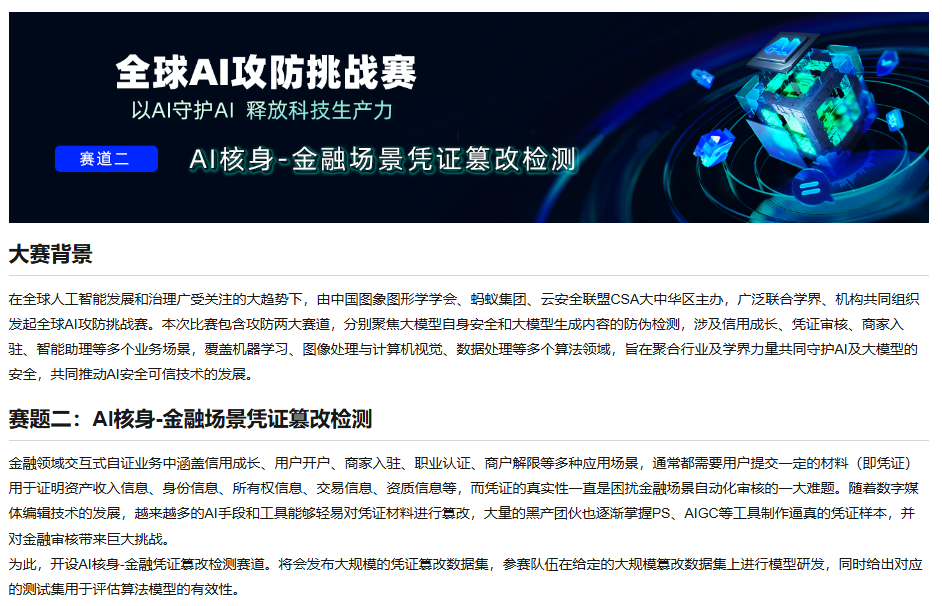 全球AI攻防挑战赛
以AI守护AI 释放科技生产力
赛道二
AI核身-金融场景凭证篡改检测
大赛背景
在全球人工智能发展和治理广受关注的大趋势下，由中国图象图形学学会、蚂蚁集团、云安全联盟CSA大中华区主办，广泛联合学界、机构共同组织
发起全球AI攻防挑战赛。本次比赛包含攻防两大赛道，分别聚焦大模型自身安全和大模型生成内容的防伪检测，涉及信用成长、凭证审核、商家入
驻、智能助理等多个业务场景，覆盖机器学习、图像处理与计算机视觉、数据处理等多个算法领域，旨在聚合行业及学界力量共同守护AI及大模型的
安全，共同推动AI安全可信技术的发展。
赛题二：AI核身-金融场景凭证篡改检测
金融领域交互式自证业务中涵盖信用成长、用户开户、商家入驻、职业认证、商户解限等多种应用场景，通常都需要用户提交一定的材料（即凭证）
用于证明资产收入信息、身份信息、所有权信息、交易信息、资质信息等，而凭证的真实性一直是困扰金融场景自动化审核的一大难题。随着数字媒
体编辑技术的发展，越来越多的AI手段和工具能够轻易对凭证材料进行篡改，大量的黑产团伙也逐渐掌握PS、AIGC等工具制作逼真的凭证样本，并
对金融审核带来巨大挑战。
为此，开设AI核身-金融凭证篡改检测赛道。将会发布大规模的凭证篡改数据集，参赛队伍在给定的大规模篡改数据集上进行模型研发，同时给出对应
的测试集用于评估算法模型的有效性。